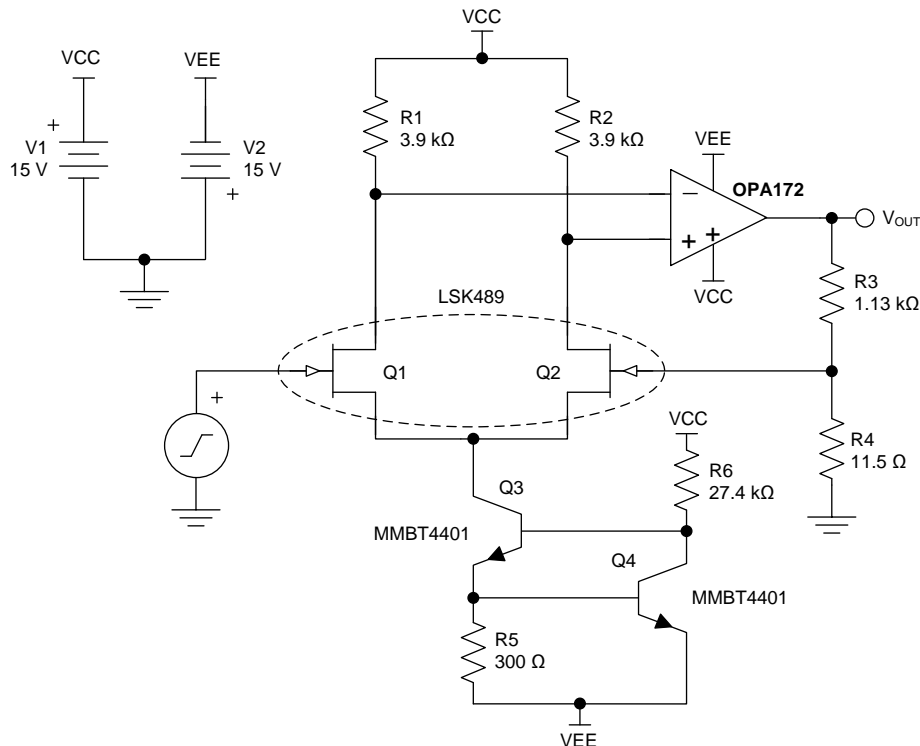 VCC
VCC
VEE
+
V1
15 V
V2
15 V
+
R1
3.9 kΩ
R2
3.9 kΩ
VEE
OPA172
−
+
+
VOUT
VCC
R3
1.13 kΩ
LSK489
Q1
Q2
+
VCC
R4
11.5 Ω
R6
27.4 kΩ
Q3
MMBT4401
Q4
MMBT4401
R5
300 Ω
VEE